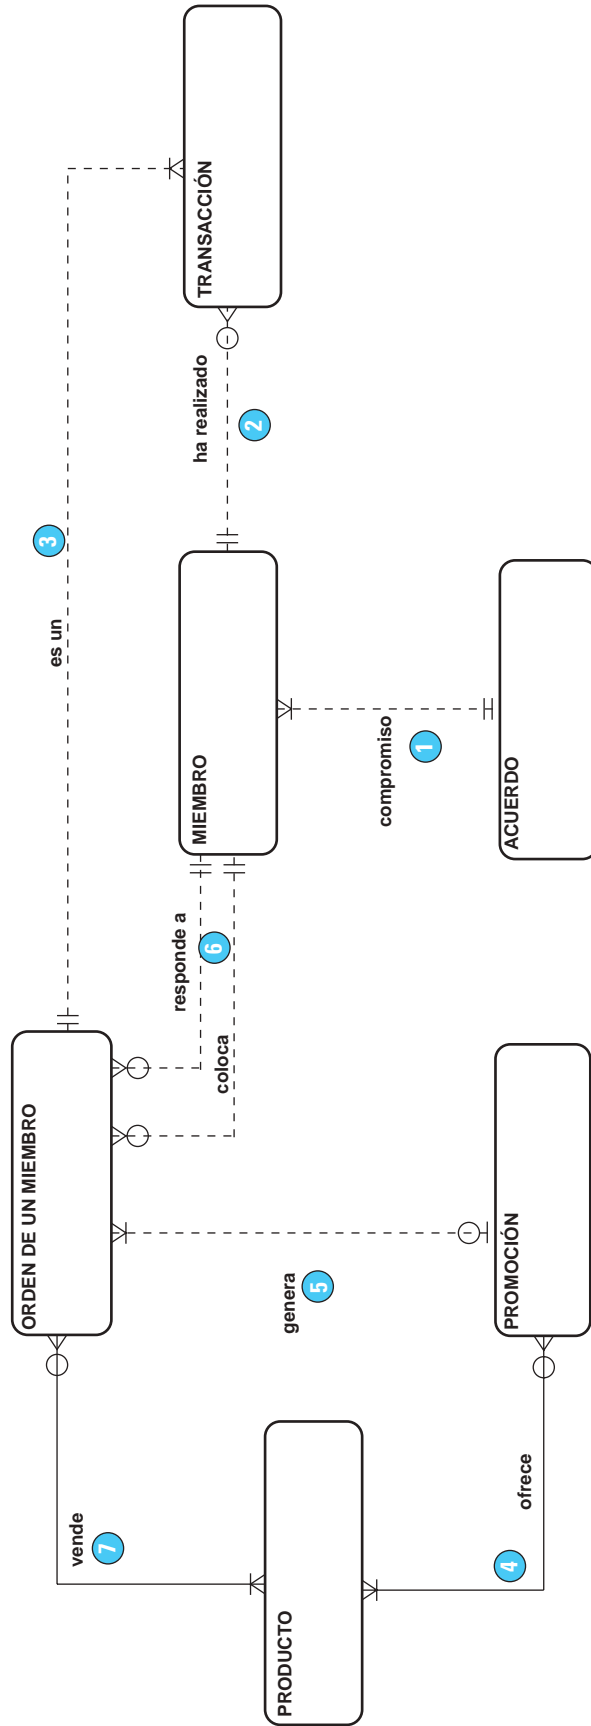 PRODUCTO
vende
7
ofrece
4
ORDEN DE UN MIEMBRO
genera
5
PROMOCIÓN
responde a
6
coloca
MIEMBRO
compromiso
1
ACUERDO
es un
3
ha realizado
2
TRANSACCIÓN